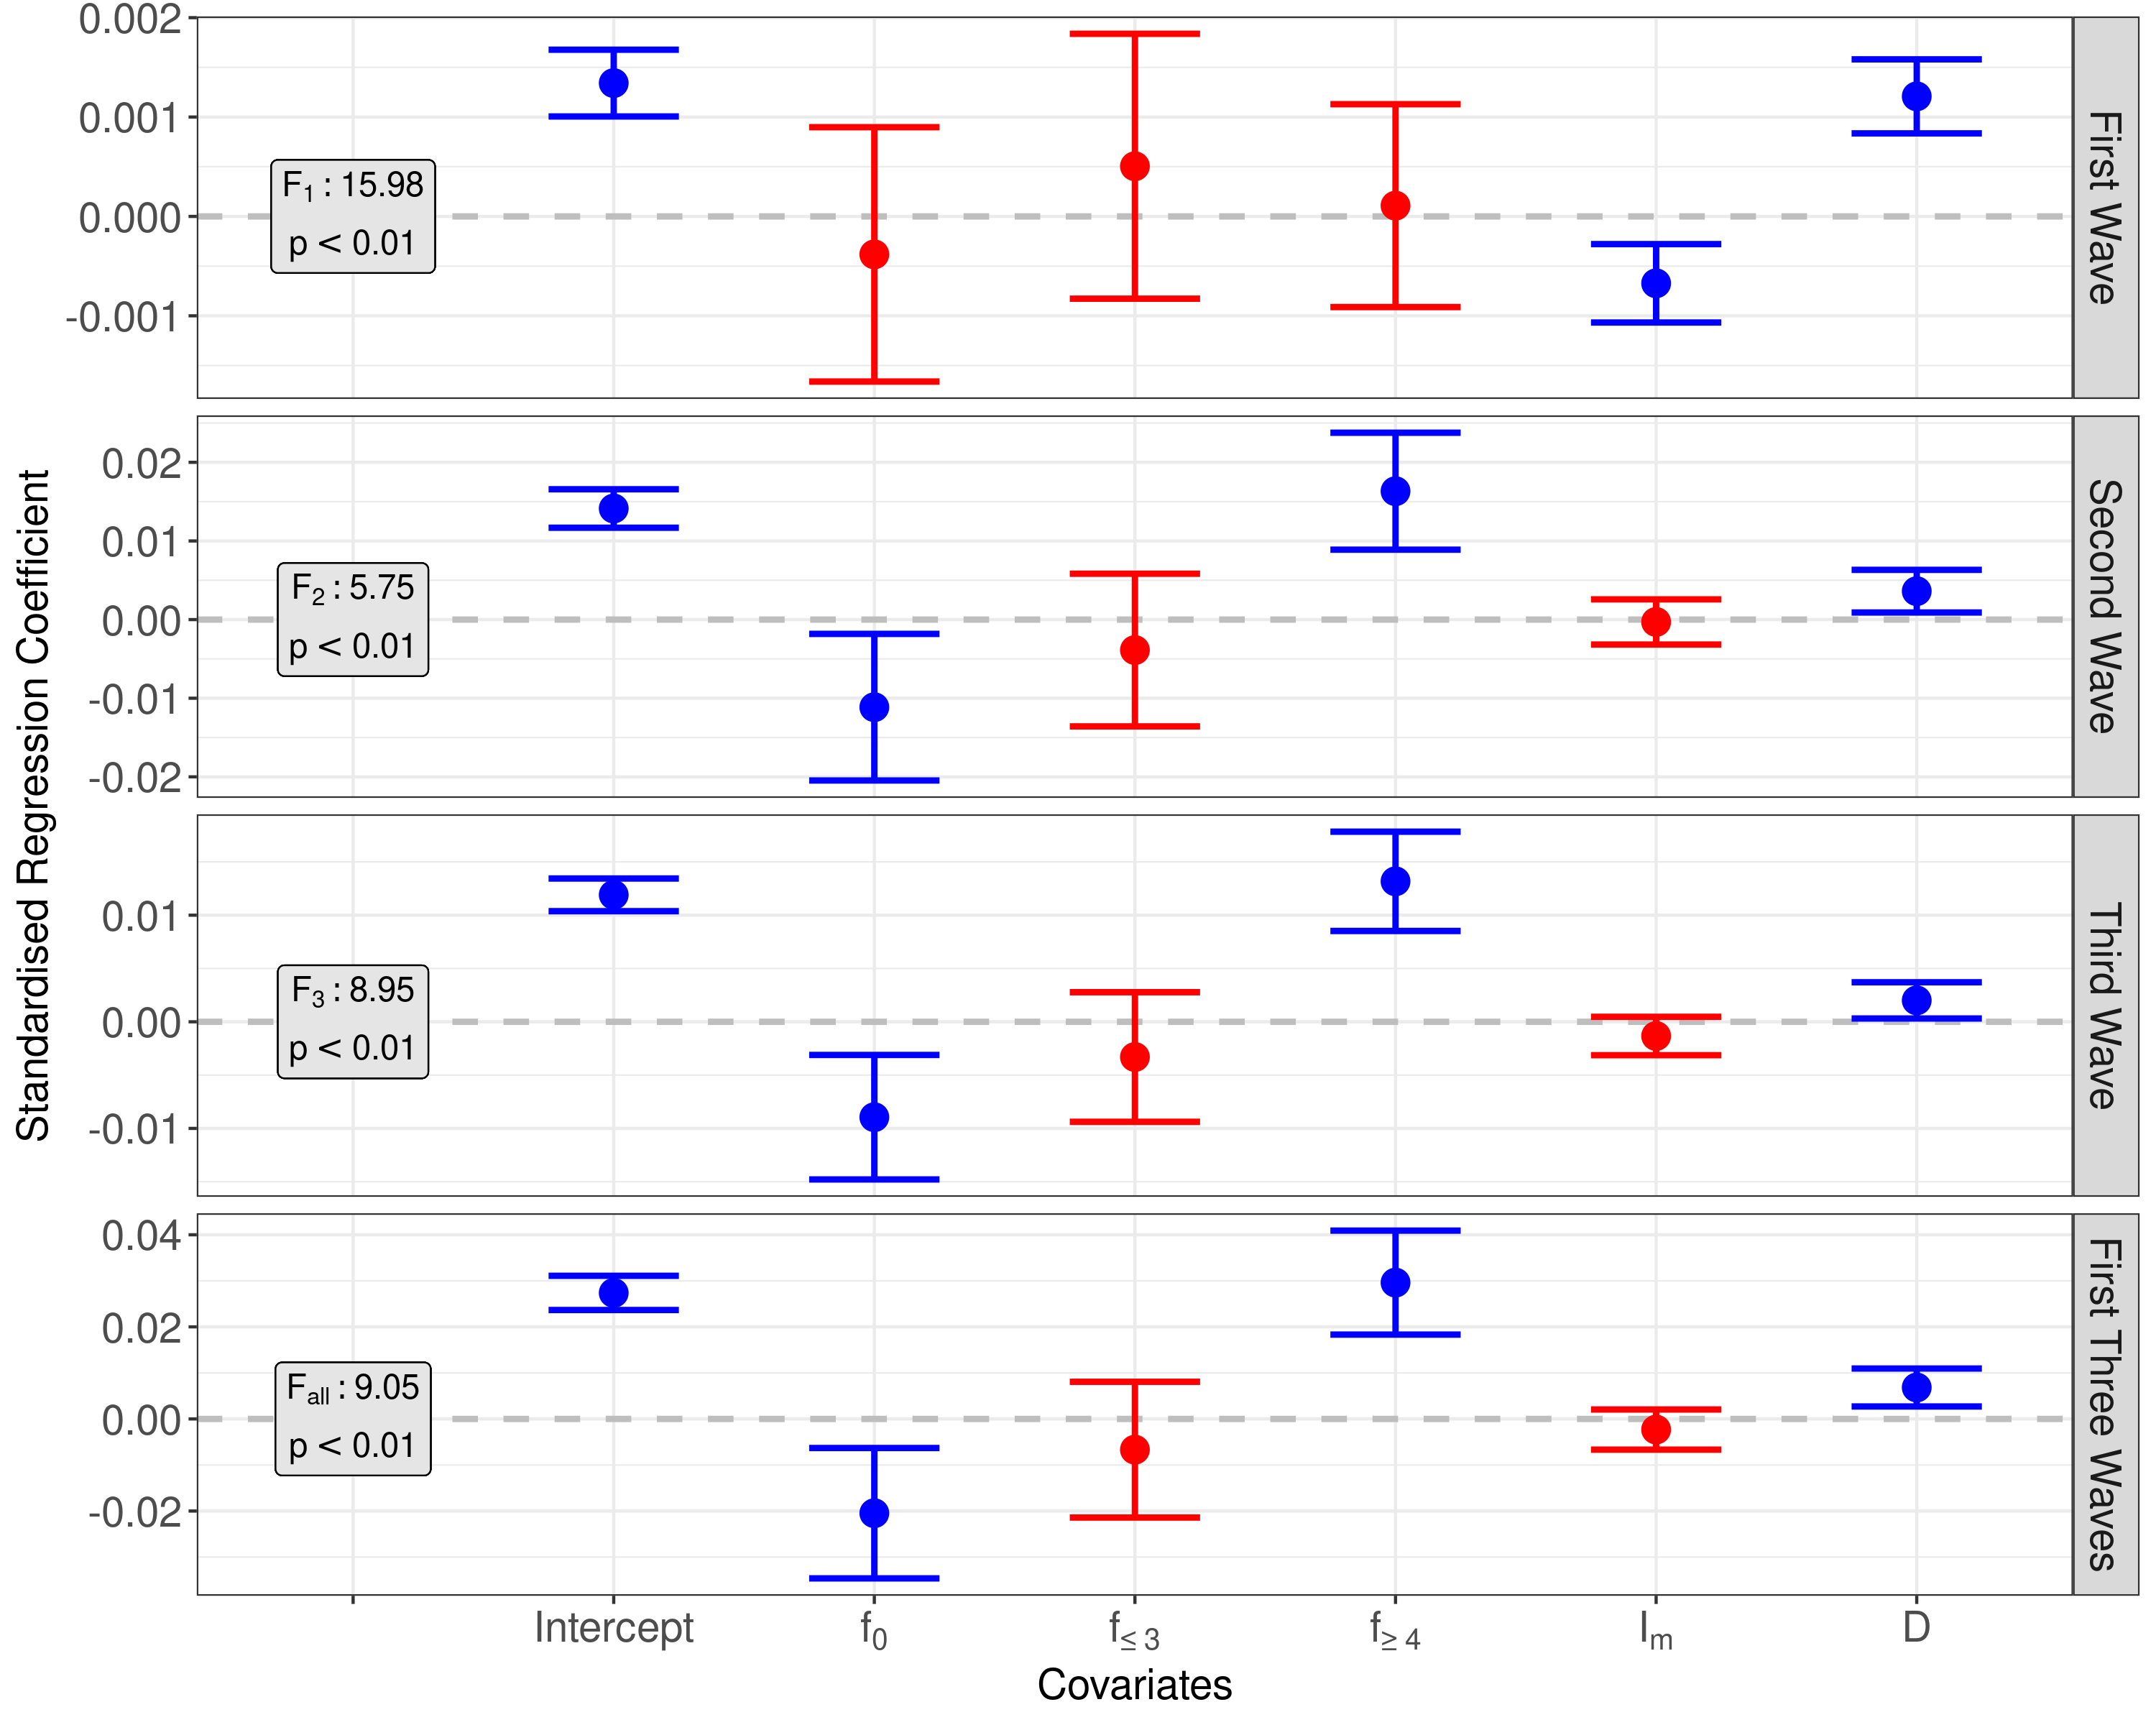 Standardised Regression Coefficient
0.002
0.001
0.000
-0.001
F₁ : 15.98
p < 0.01
First Wave
0.02
0.01
0.00
-0.01
-0.02
F₂ : 5.75
p < 0.01
Second Wave
0.01
0.00
-0.01
F₃ : 8.95
p < 0.01
Third Wave
0.04
0.02
0.00
-0.02
F_all : 9.05
p < 0.01
First Three Waves
Intercept f₀ f≤ 3 f≥ 4 Iₘ D
Covariates